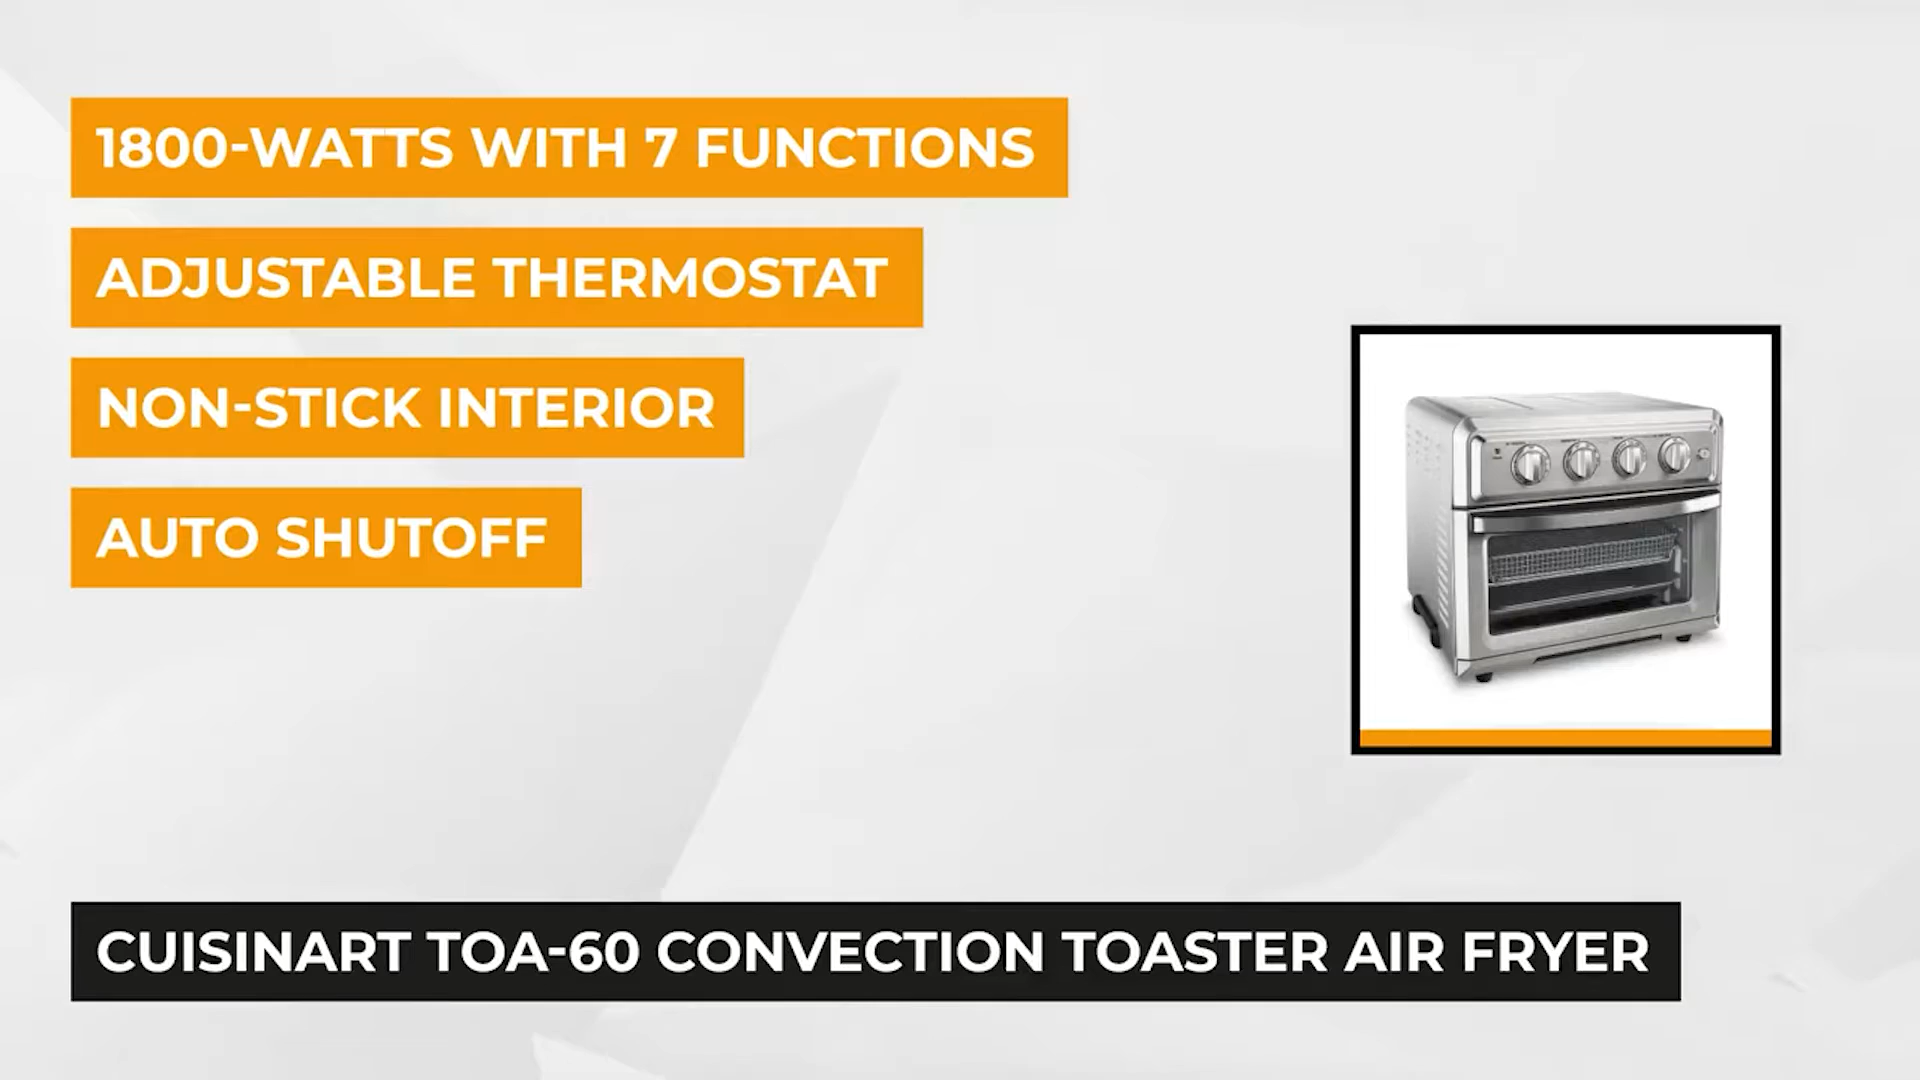 1800-WATTS WITH 7 FUNCTIONS
ADJUSTABLE THERMOSTAT
NON-STICK INTERIOR
AUTO SHUTOFF
CUISINART TOA-60 CONVECTION TOASTER AIR FRYER